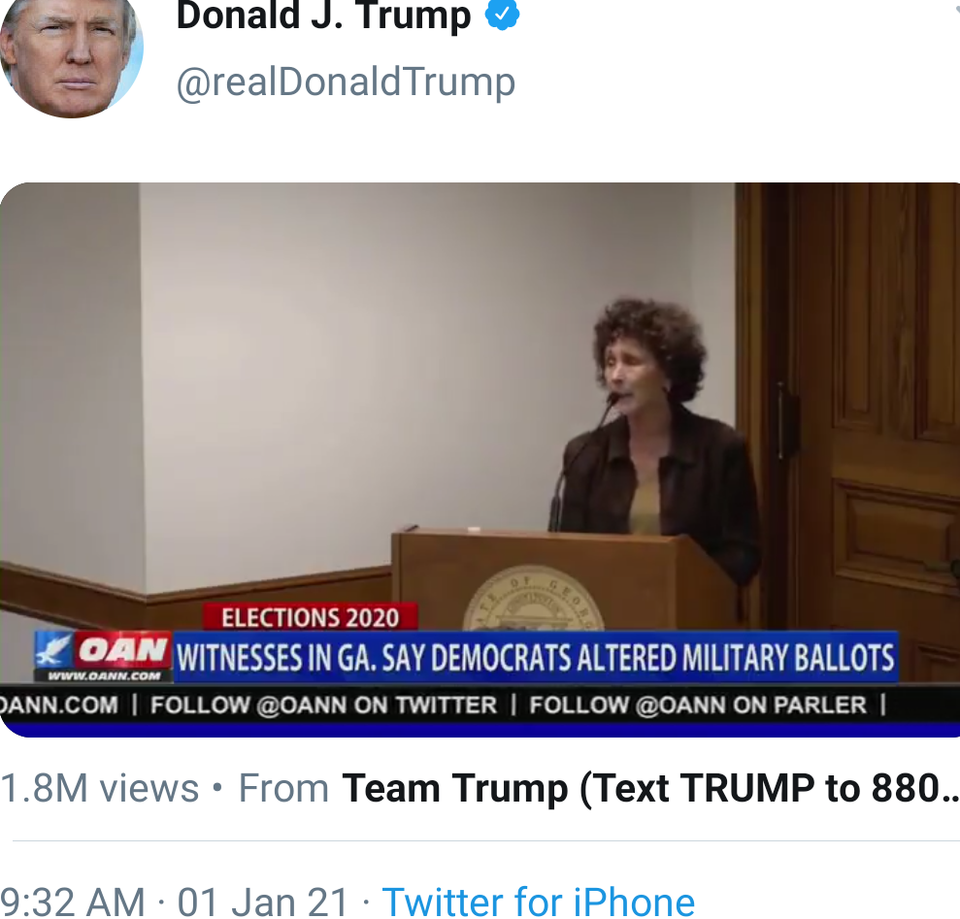 Donald J. Trump
@realDonaldTrump
ELECTIONS 2020
OAN
WITNESSES IN GA. SAY DEMOCRATS ALTERED MILITARY BALLOTS
WWW.OANN.COM
OANN.COM | FOLLOW @OANN ON TWITTER | FOLLOW @OANN ON PARLER |
1.8M views • From Team Trump (Text TRUMP to 880…
9:32 AM · 01 Jan 21 · Twitter for iPhone